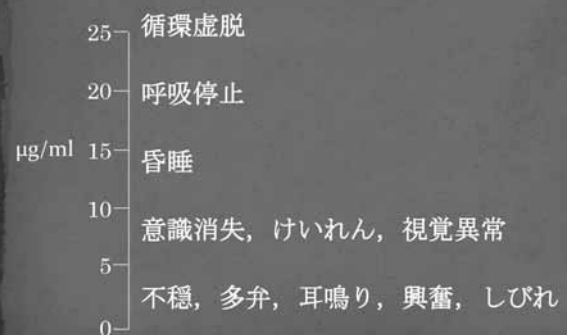 25 循環虚脱
20 呼吸停止
μg/ml 15 昏睡
10
意識消失, けいれん, 視覚異常
5
不穏, 多弁, 耳鳴り, 興奮, しびれ
0